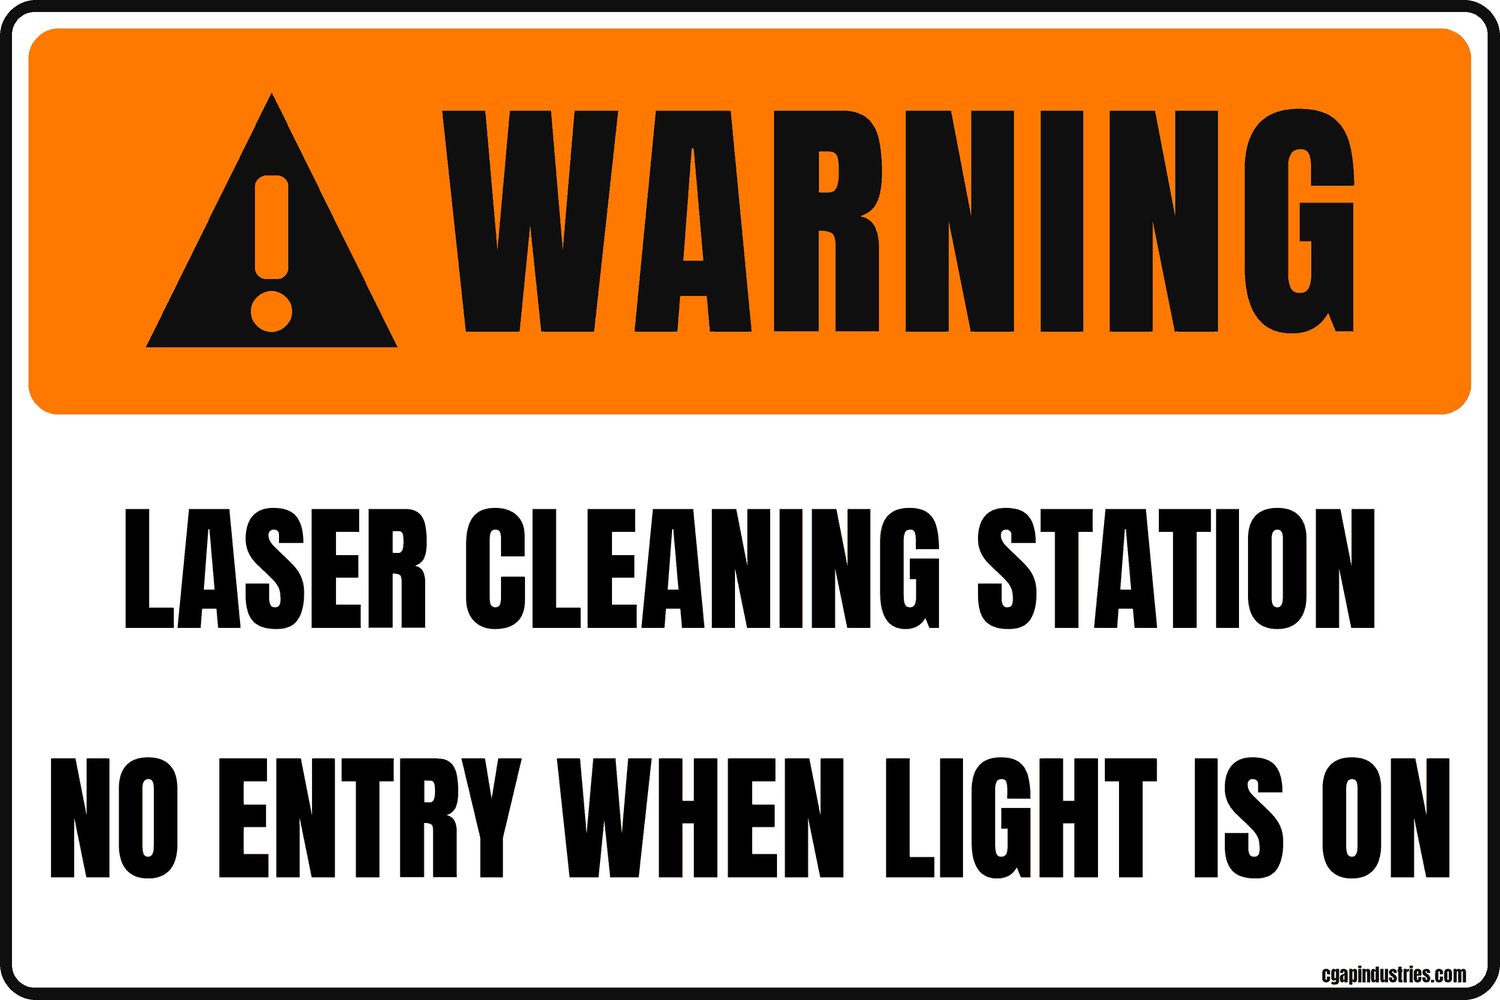 WARNING
LASER CLEANING STATION
NO ENTRY WHEN LIGHT IS ON
cgapindustries.com